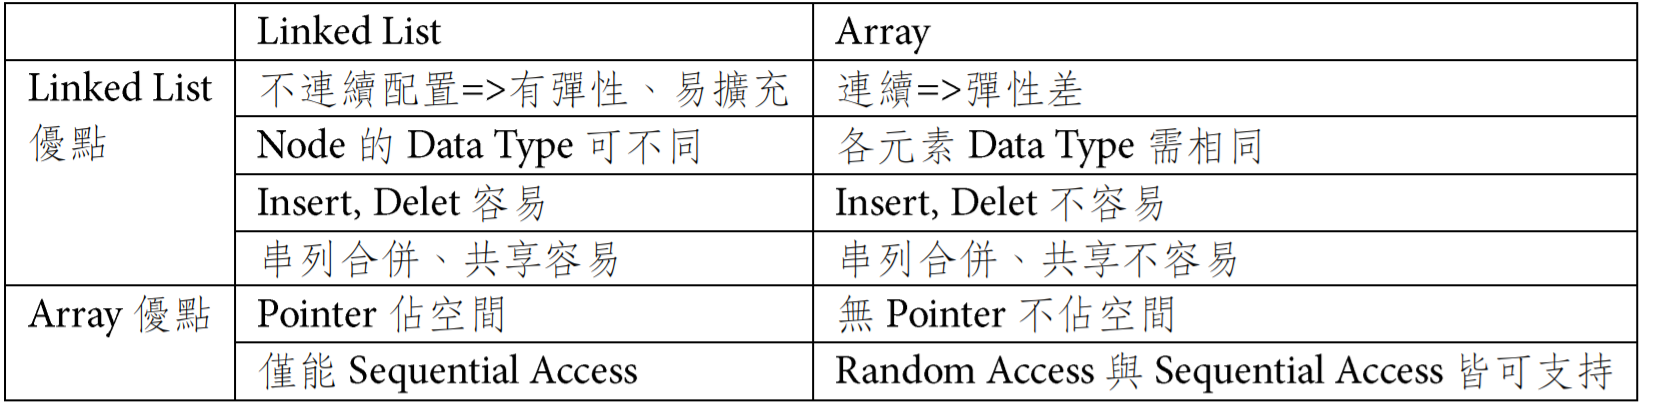 Linked List Array
Linked List 優點 不連續配置=>有彈性、易擴充 連續=>彈性差
Node 的 Data Type 可不同 各元素 Data Type 需相同
Insert, Delet 容易 Insert, Delet 不容易
串列合併、共享容易 串列合併、共享不容易
Array 優點 Pointer 佔空間 無 Pointer 不佔空間
僅能 Sequential Access Random Access 與 Sequential Access 皆可支持